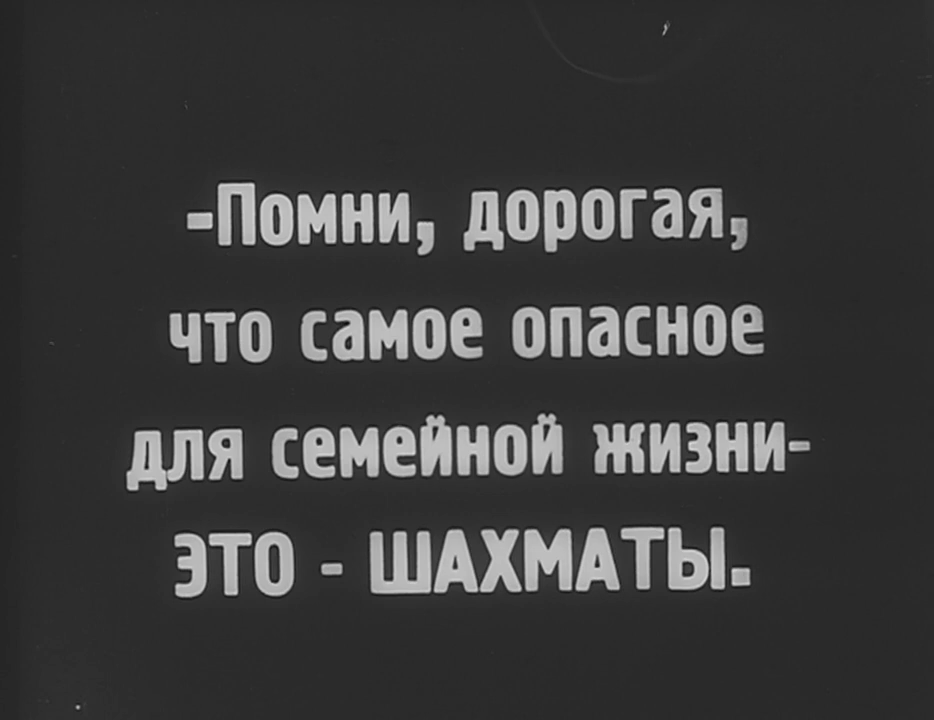 -Помни, дорогая,
что самое опасное
для семейной жизни-
ЭТО - ШАХМАТЫ.